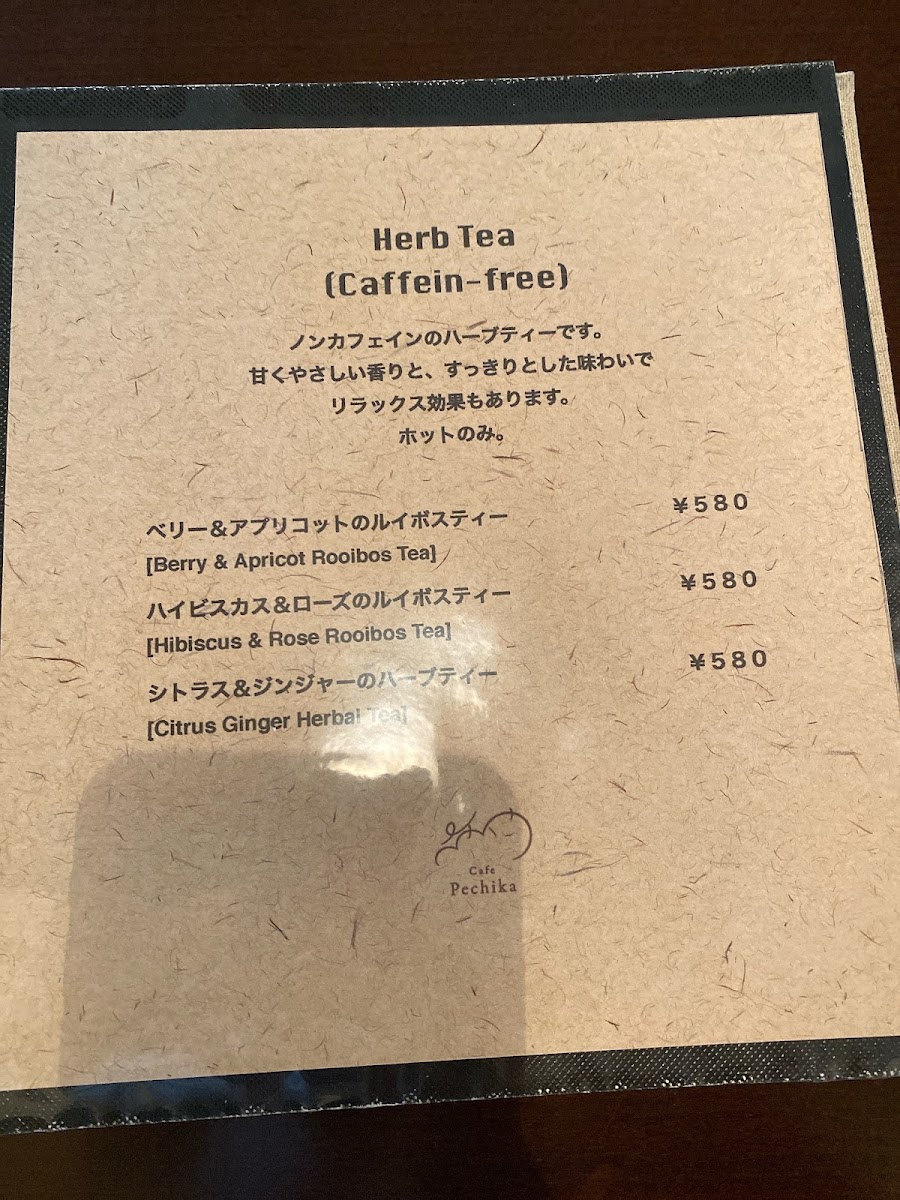 Herb Tea
(Caffein-free)
ノンカフェインのハーブティーです。
甘くやさしい香りと、すっきりとした味わいで
リラックス効果もあります。
ホットのみ。
ベリー&アプリコットのルイボスティー ¥580
[Berry & Apricot Rooibos Tea]
ハイビスカス&ローズのルイボスティー ¥580
[Hibiscus & Rose Rooibos Tea]
シトラス&ジンジャーのハーブティー ¥580
[Citrus Ginger Herbal Tea]
Cafe
Pechika